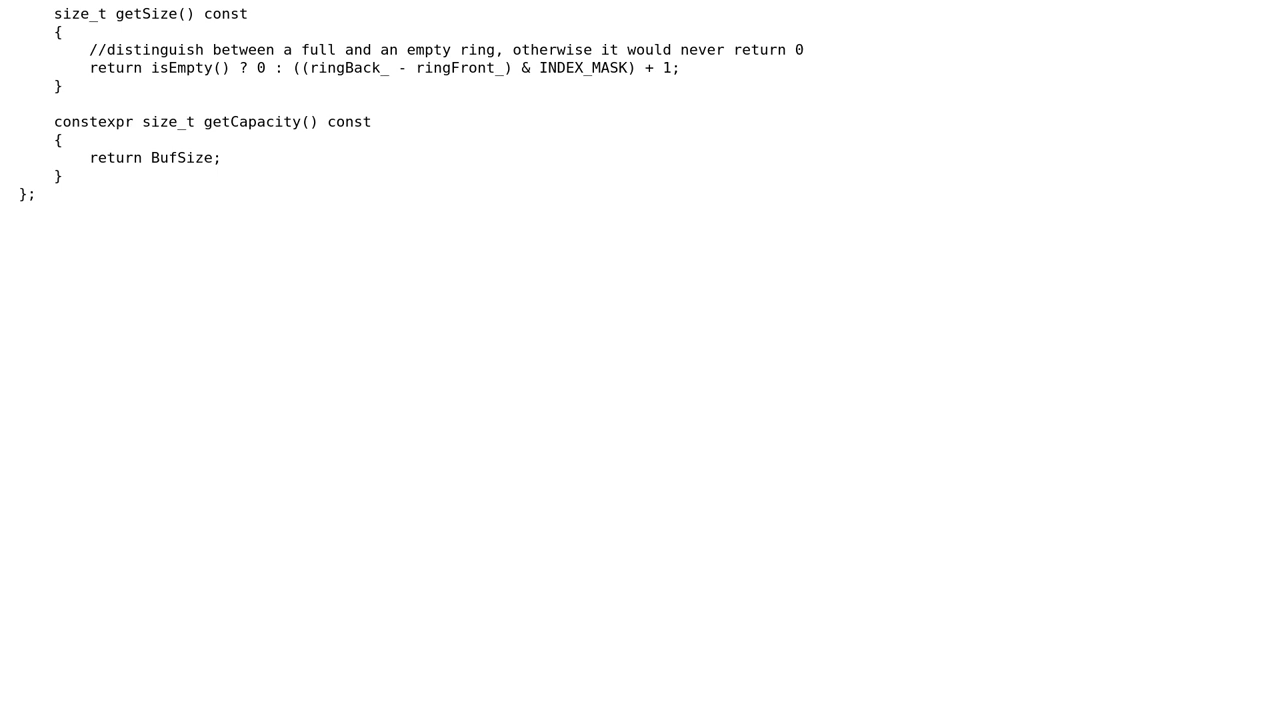 size_t getSize() const
{
//distinguish between a full and an empty ring, otherwise it would never return 0
return isEmpty() ? 0 : ((ringBack_ - ringFront_) & INDEX_MASK) + 1;
}
constexpr size_t getCapacity() const
{
return BufSize;
}
};